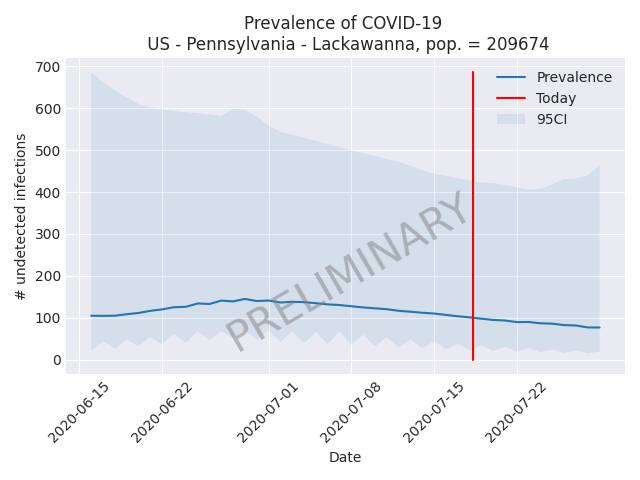 Prevalence of COVID-19
US - Pennsylvania - Lackawanna, pop. = 209674
700
600
500
400
300
200
100
0
# undetected infections
Prevalence
Today
95CI
PRELIMINARY
2020-06-15
2020-06-22
2020-07-01
2020-07-08
2020-07-15
2020-07-22
Date